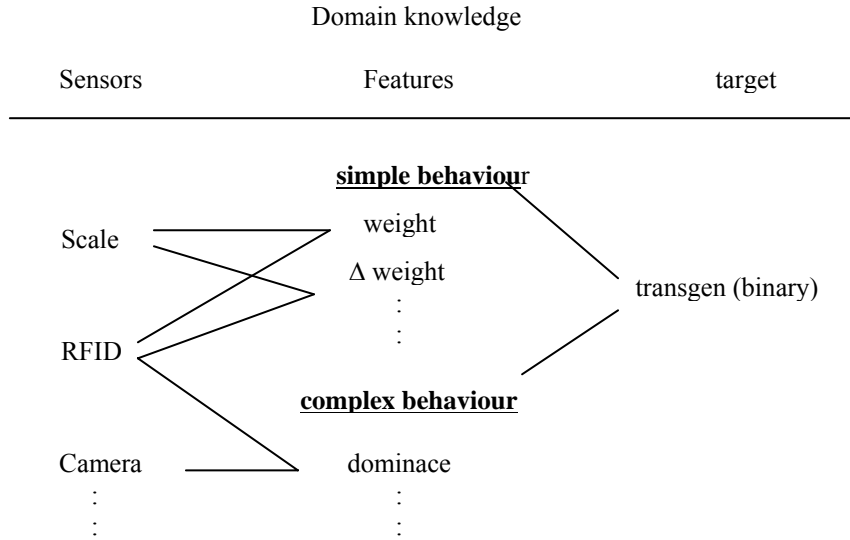 Domain knowledge
Sensors Features target
simple behaviour
Scale weight
Δ weight
transgen (binary)
RFID
complex behaviour
Camera dominace